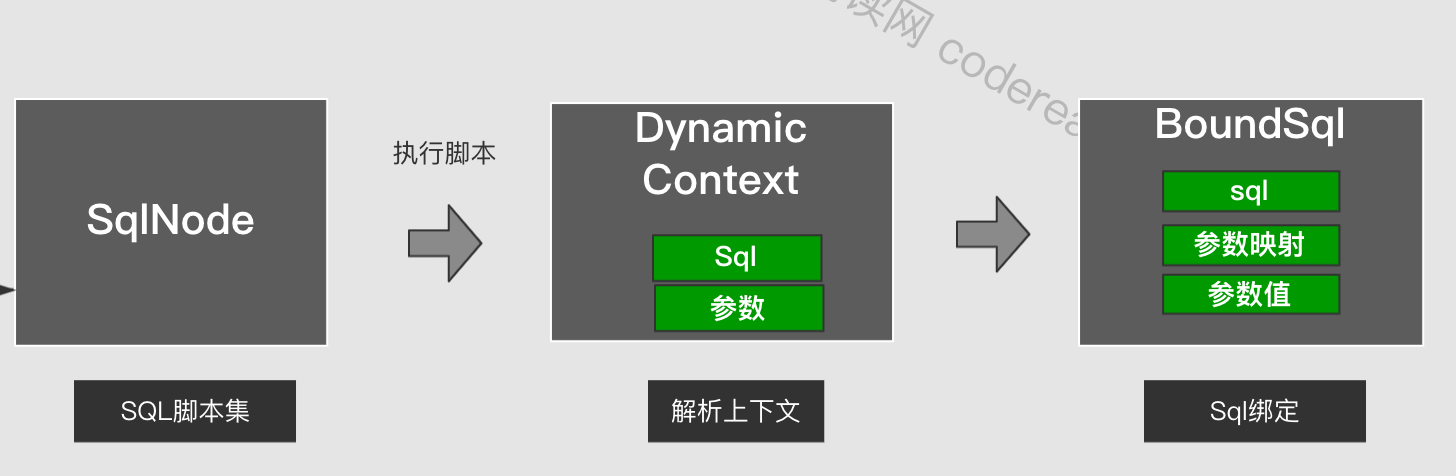 读网 codere
SqlNode
SQL脚本集
执行脚本
Dynamic
Context
Sql
参数
解析上下文
BoundSql
sql
参数映射
参数值
Sql绑定